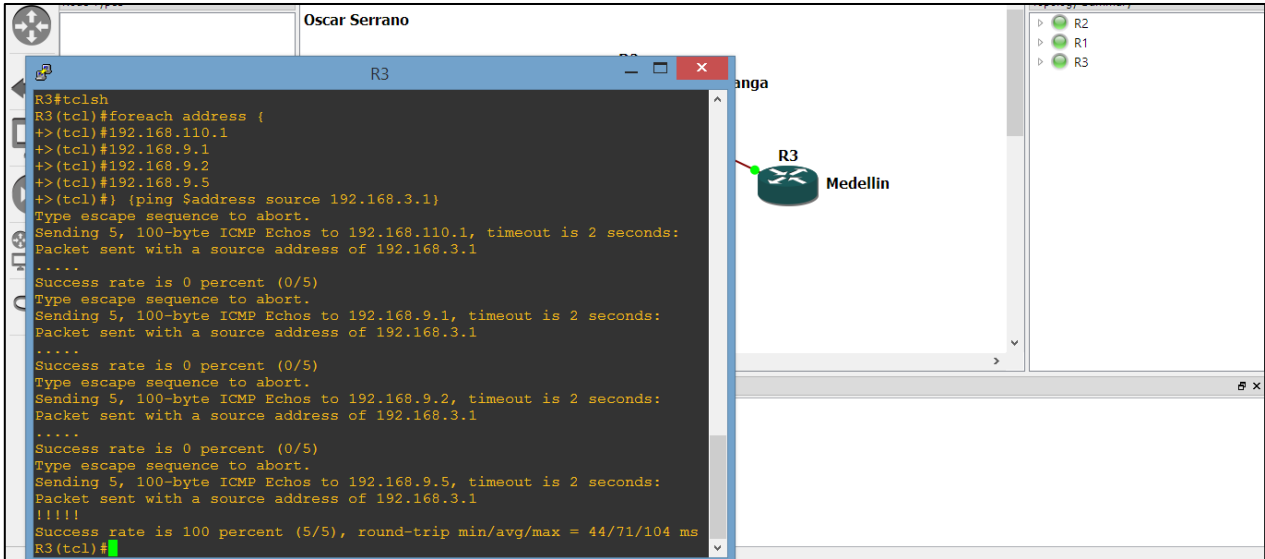 Oscar Serrano
R2
R1
R3
R3
anga
R3
Medellin
R3#tclsh
R3(tcl)#foreach address {
+>(tcl)#192.168.110.1
+>(tcl)#192.168.9.1
+>(tcl)#192.168.9.2
+>(tcl)#192.168.9.5
+>(tcl)#} {ping $address source 192.168.3.1}
Type escape sequence to abort.
Sending 5, 100-byte ICMP Echos to 192.168.110.1, timeout is 2 seconds:
Packet sent with a source address of 192.168.3.1
.....
Success rate is 0 percent (0/5)
Type escape sequence to abort.
Sending 5, 100-byte ICMP Echos to 192.168.9.1, timeout is 2 seconds:
Packet sent with a source address of 192.168.3.1
.....
Success rate is 0 percent (0/5)
Type escape sequence to abort.
Sending 5, 100-byte ICMP Echos to 192.168.9.2, timeout is 2 seconds:
Packet sent with a source address of 192.168.3.1
.....
Success rate is 0 percent (0/5)
Type escape sequence to abort.
Sending 5, 100-byte ICMP Echos to 192.168.9.5, timeout is 2 seconds:
Packet sent with a source address of 192.168.3.1
!!!!!
Success rate is 100 percent (5/5), round-trip min/avg/max = 44/71/104 ms
R3(tcl)#